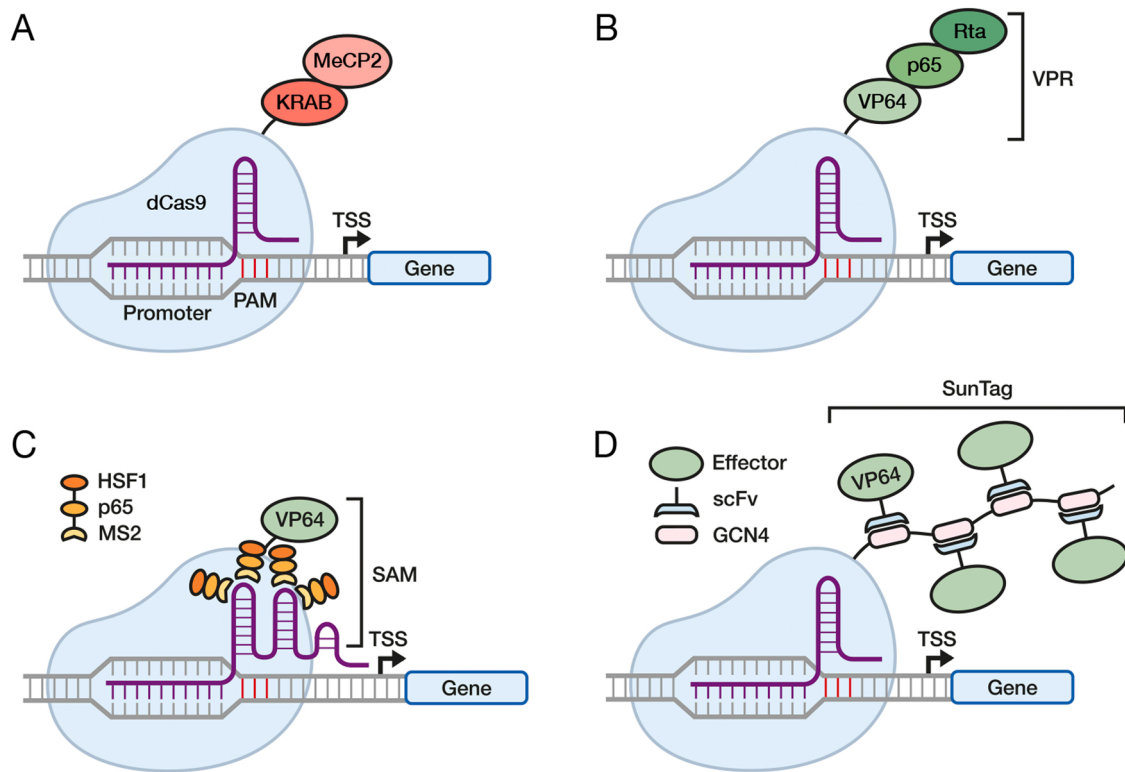 A
MeCP2
KRAB
dCas9
TSS
Gene
Promoter
PAM
B
Rta
p65
VP64
VPR
TSS
Gene
C
HSF1
p65
MS2
VP64
SAM
TSS
Gene
SunTag
D
Effector
scFv
GCN4
VP64
TSS
Gene